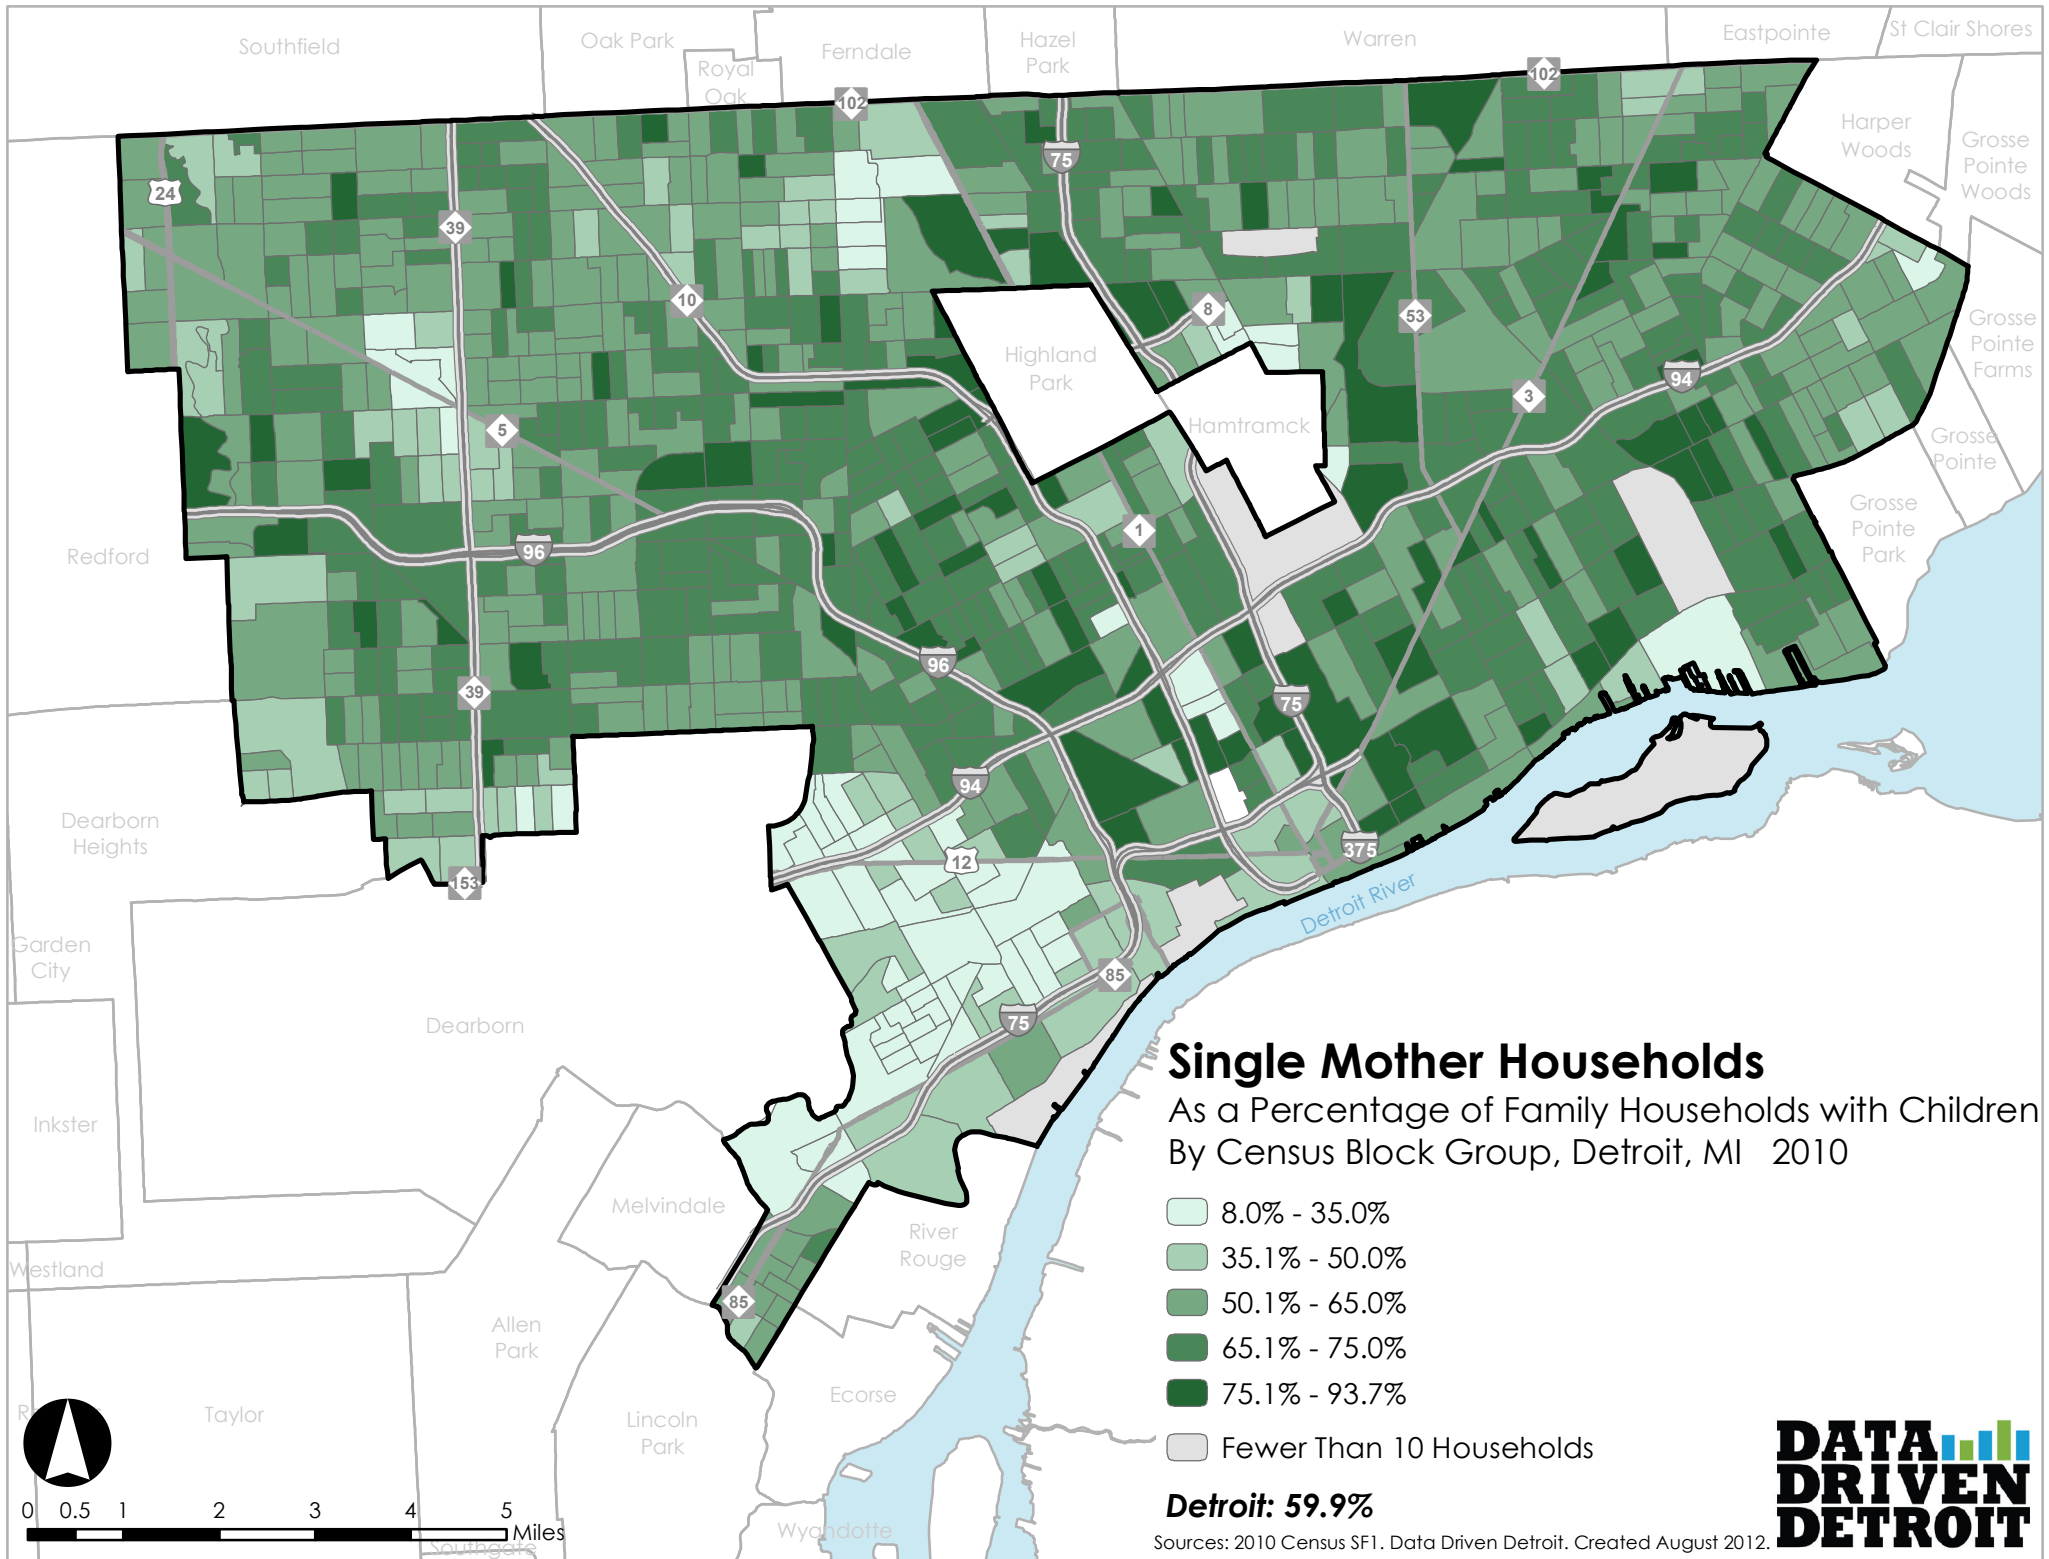 Southfield
Oak Park
Royal
Oak
Ferndale
Hazel
Park
Warren
Eastpointe
St Clair Shores
102
102
Harper
Woods
Grosse
Pointe
Woods
24
39
75
10
8
53
Highland
Park
Grosse
Pointe
Farms
94
3
5
Hamtramck
Grosse
Pointe
Grosse
Pointe
Park
1
96
Redford
96
39
75
94
12
375
Dearborn
Heights
153
Detroit River
Garden
City
85
75
Dearborn
Inkster
Melvindale
River
Rouge
Westland
85
Allen
Park
Ecorse
Taylor
Lincoln
Park
Wyandotte
Southgate
Single Mother Households
As a Percentage of Family Households with Children
By Census Block Group, Detroit, MI 2010
8.0% - 35.0%
35.1% - 50.0%
50.1% - 65.0%
65.1% - 75.0%
75.1% - 93.7%
Fewer Than 10 Households
Detroit: 59.9%
Sources: 2010 Census SF1. Data Driven Detroit. Created August 2012.
0 0.5 1 2 3 4 5
Miles
DATA
DRIVEN
DETROIT